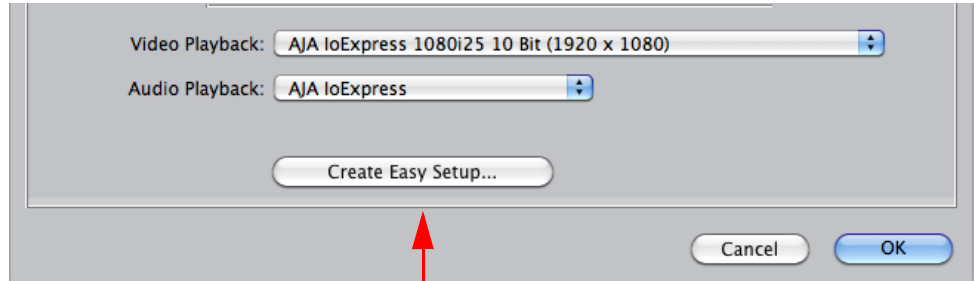 Video Playback: AJA IoExpress 1080i25 10 Bit (1920 x 1080)
Audio Playback: AJA IoExpress
Create Easy Setup...
Cancel OK